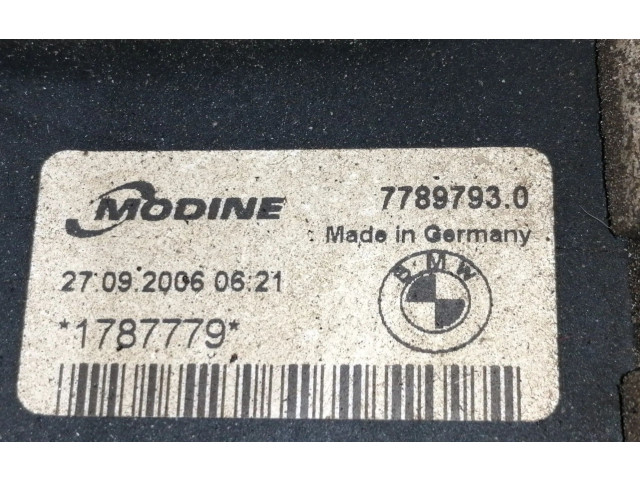 MODINE
7789793.0
Made in Germany
27.09.2006 06:21
BMW
*1787779*